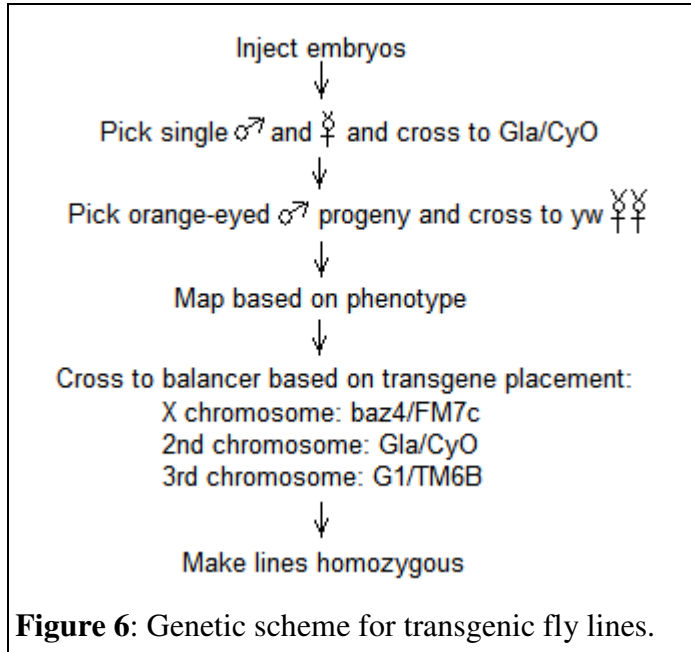 Inject embryos
Pick single ♂ and ☿ and cross to Gla/CyO
Pick orange-eyed ♂ progeny and cross to yw ☿☿
Map based on phenotype
Cross to balancer based on transgene placement:
X chromosome: baz4/FM7c
2nd chromosome: Gla/CyO
3rd chromosome: G1/TM6B
Make lines homozygous
Figure 6: Genetic scheme for transgenic fly lines.